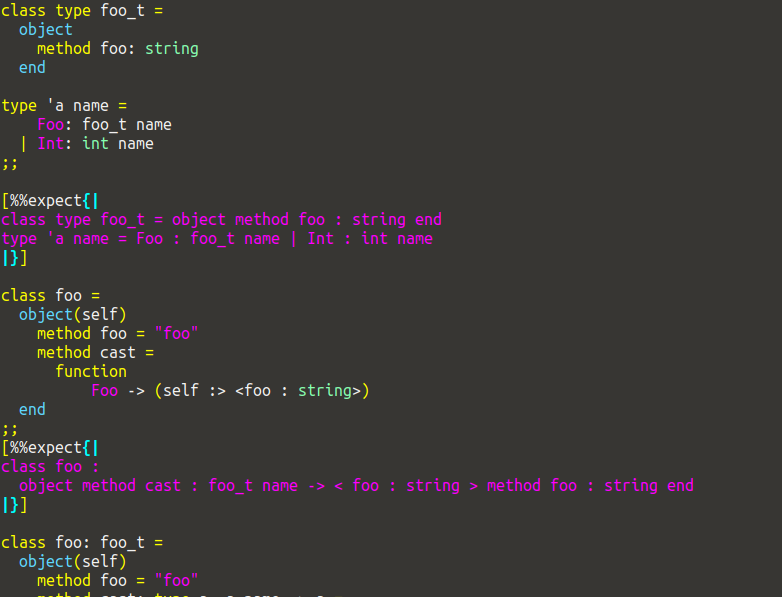 class type foo_t =
  object
    method foo: string
  end

type 'a name =
    Foo: foo_t name
  | Int: int name
;;

[%%expect{|
class type foo_t = object method foo : string end
type 'a name = Foo : foo_t name | Int : int name
|}]

class foo =
  object(self)
    method foo = "foo"
    method cast =
      function
          Foo -> (self :> <foo : string>)
  end
;;
[%%expect{|
class foo :
  object method cast : foo_t name -> < foo : string > method foo : string end
|}]

class foo: foo_t =
  object(self)
    method foo = "foo"